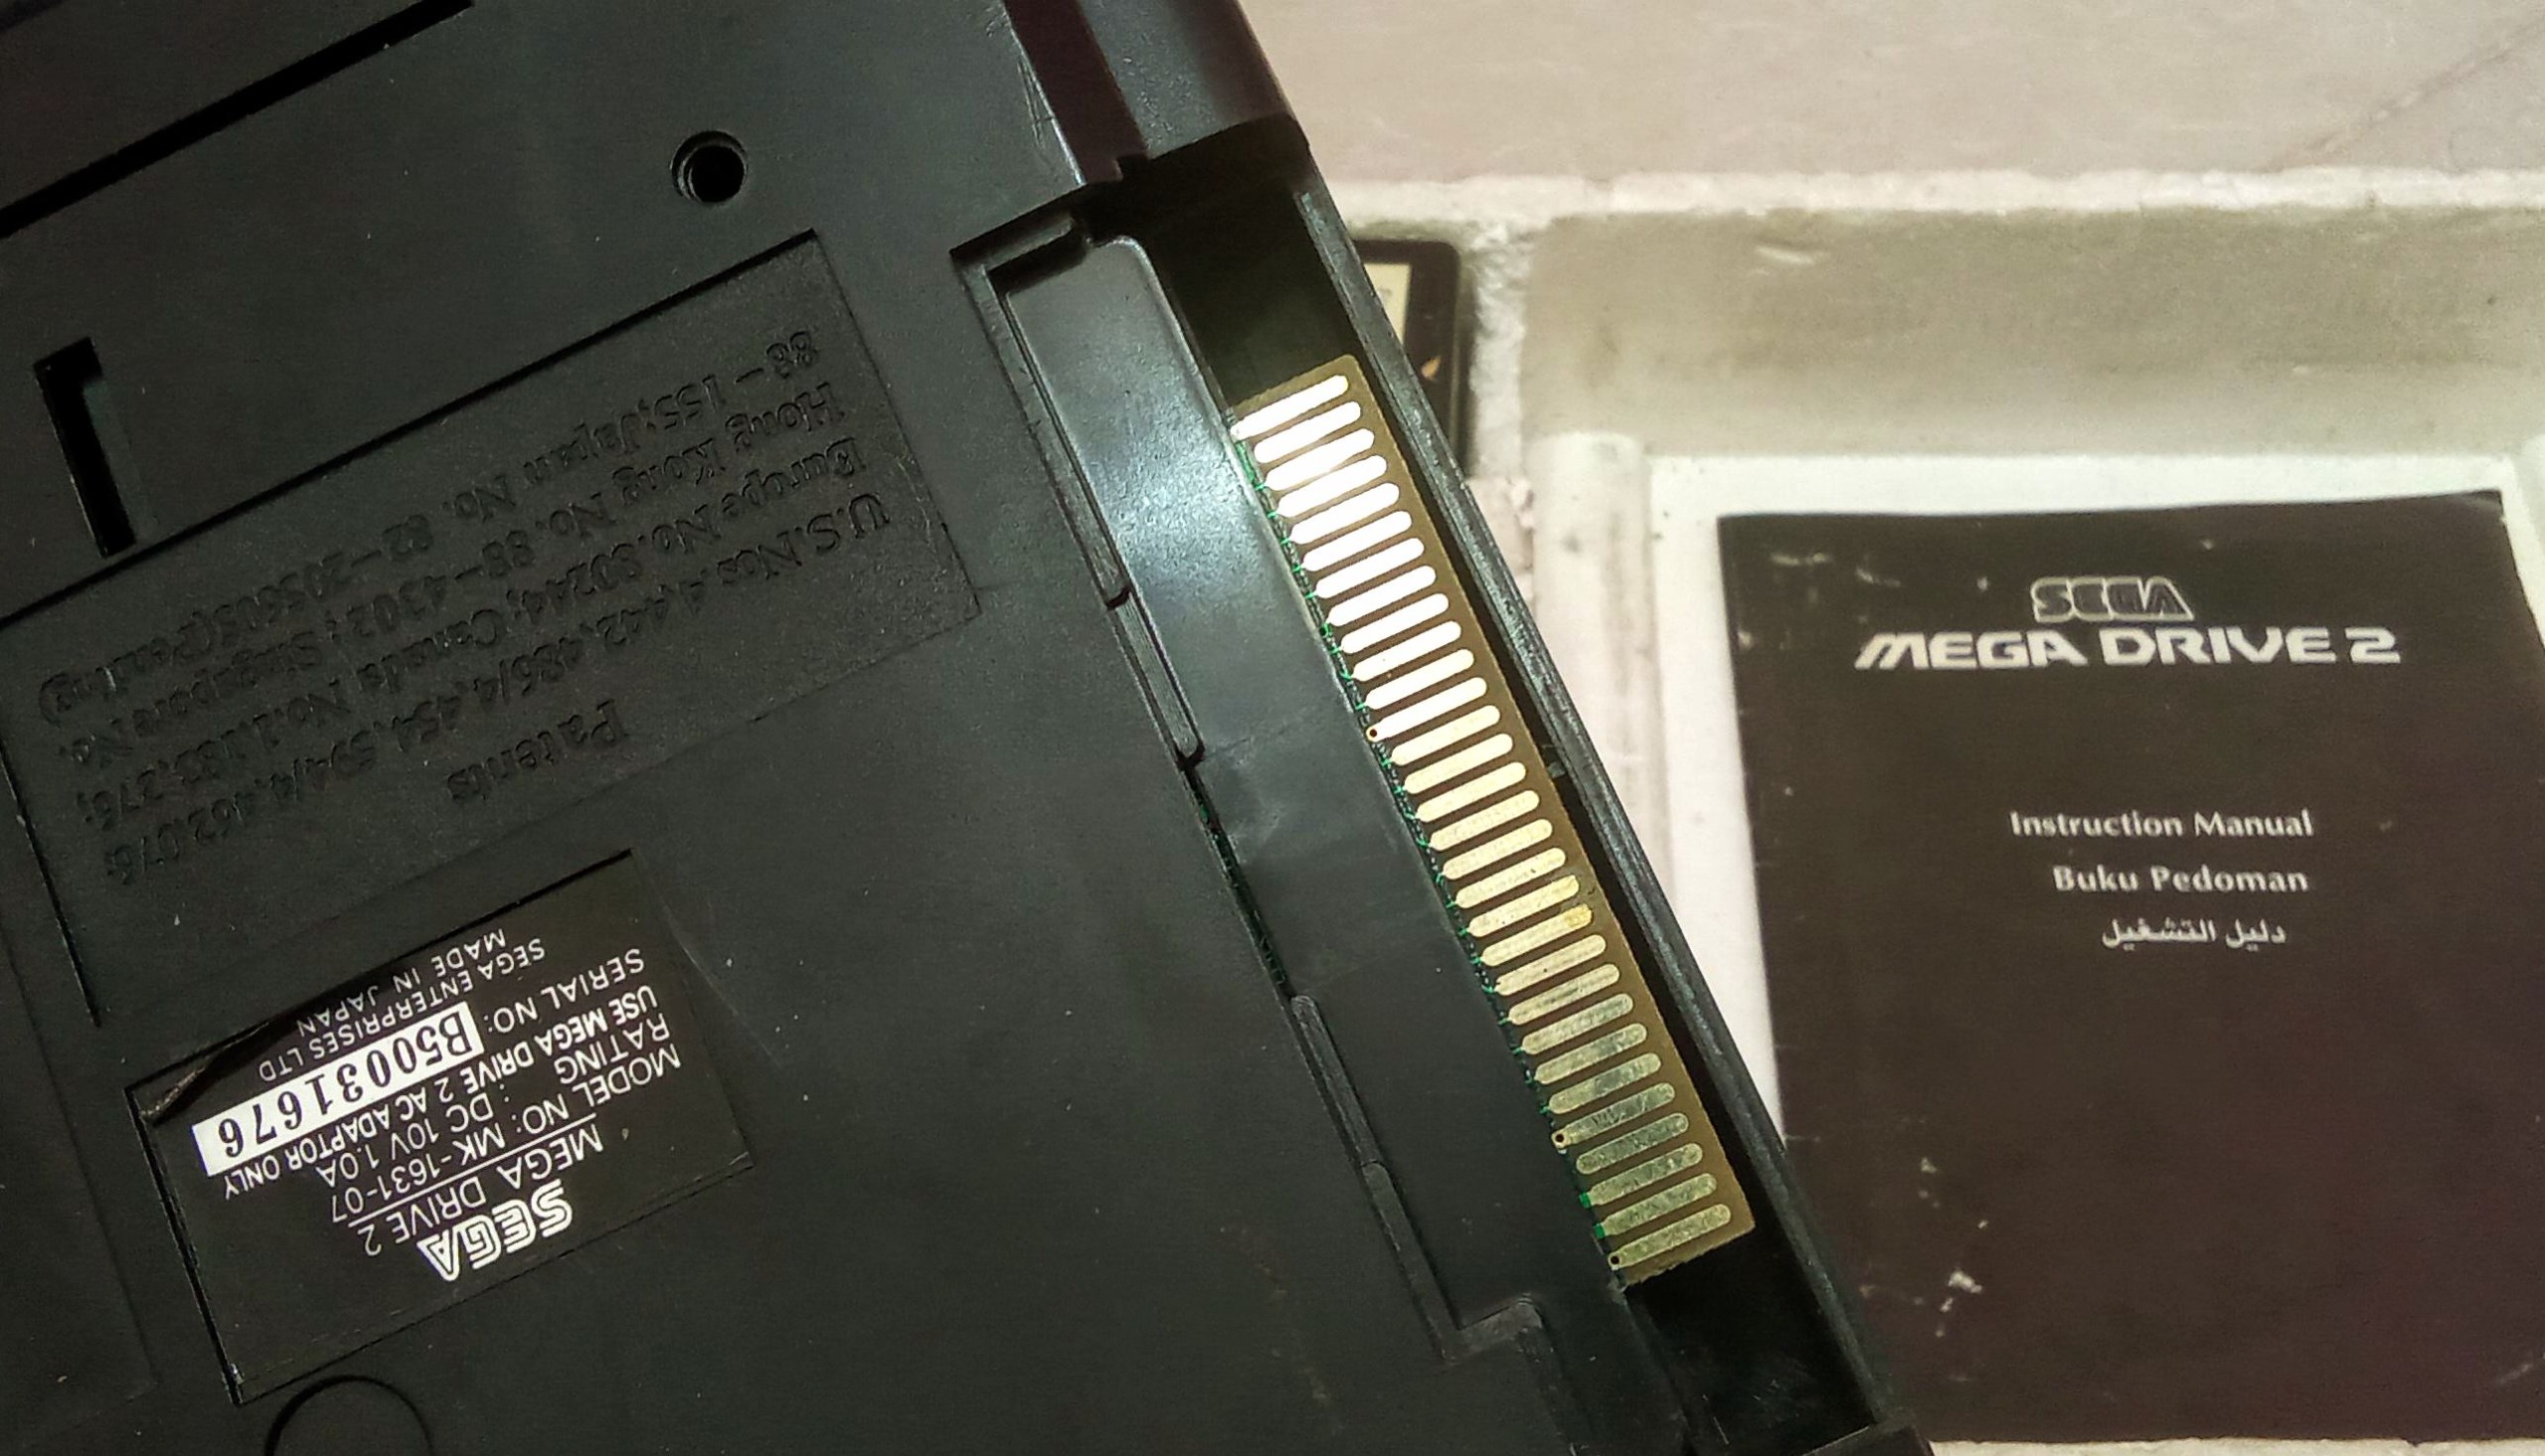 Patents
U.S.Nos.4,442,486/4,454,594/4,462,076;
Europe No.80244; Canada No.1,183,276;
Hong Kong No. 88-4302; Singapore No.
88-155;Japan No. 82-205605(Pending)
SEGA
MEGA DRIVE 2
MODEL NO: MK-1631-07
RATING : DC 10V 1.0A
USE MEGA DRIVE 2 AC ADAPTOR ONLY
SERIAL NO: B50031676
SEGA ENTERPRISES LTD
MADE IN JAPAN
SEGA
MEGA DRIVE 2
Instruction Manual
Buku Pedoman
دليل التشغيل